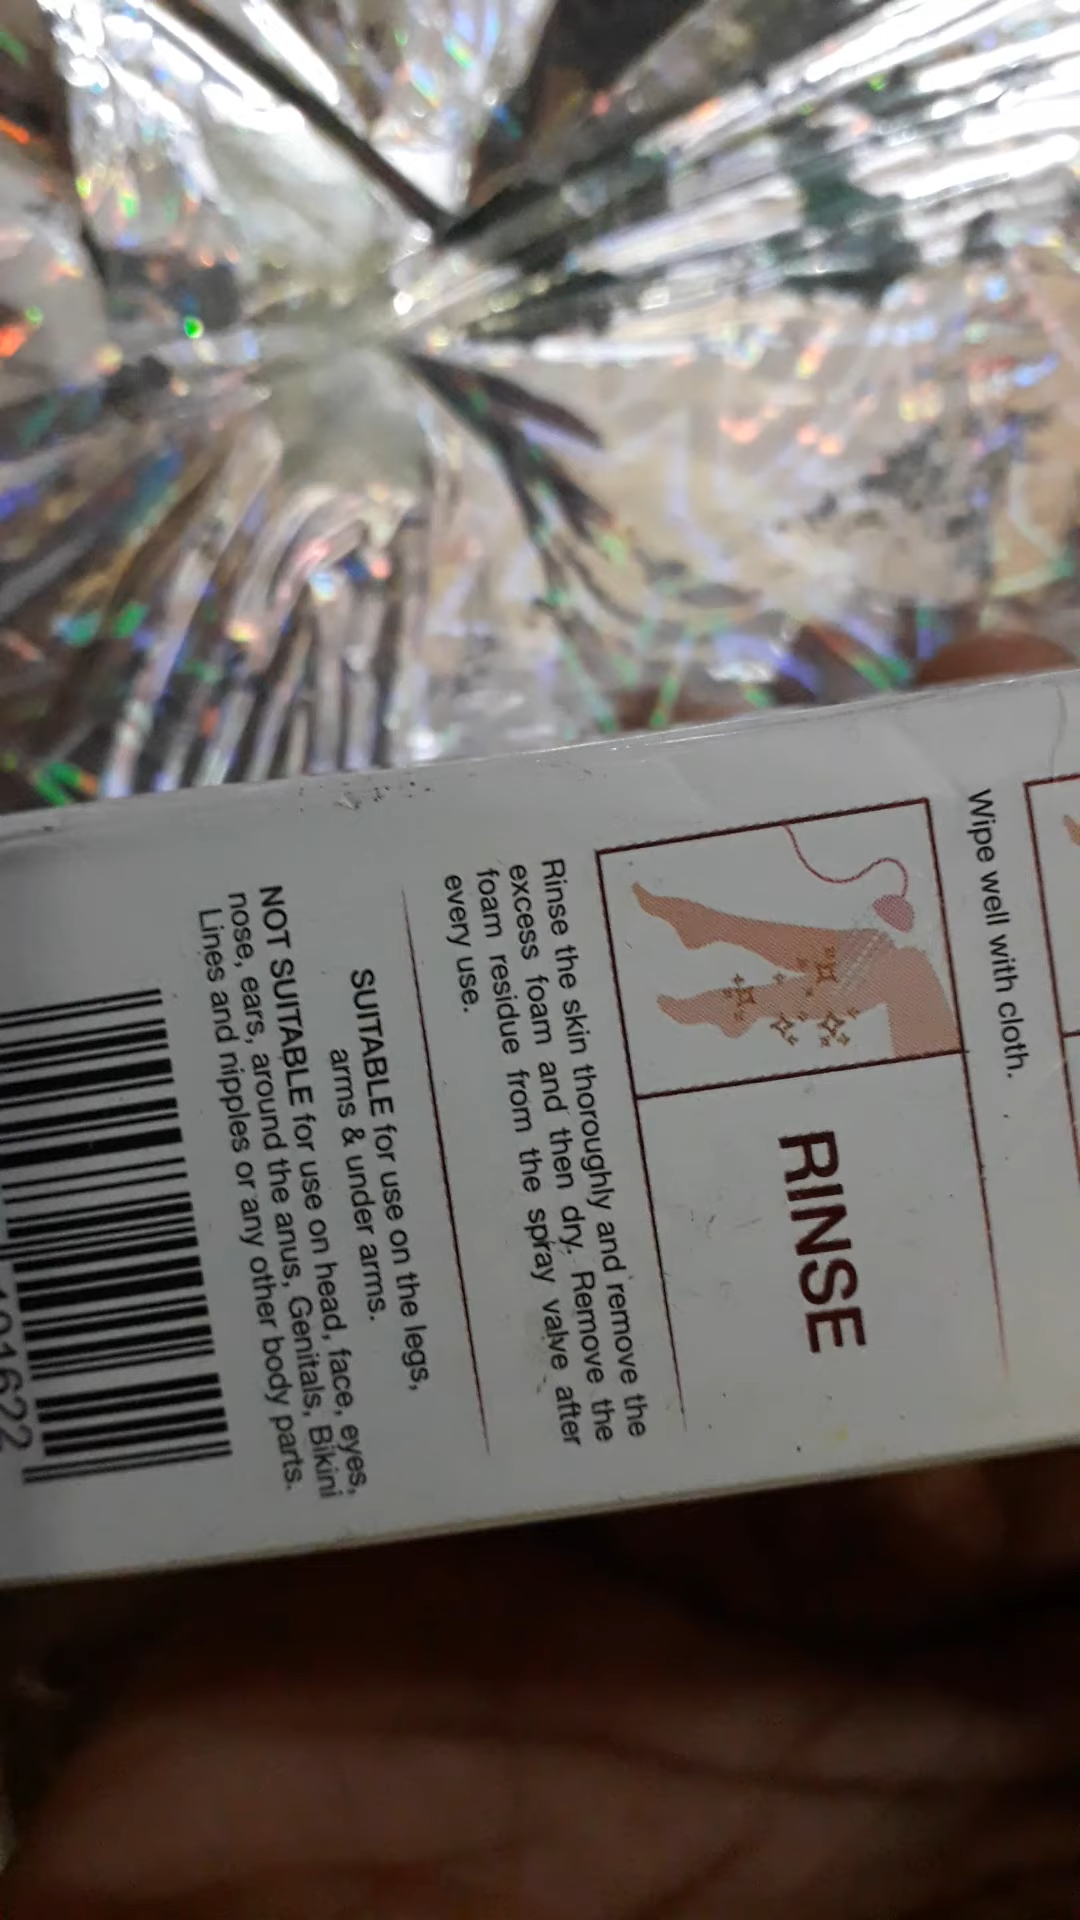 Wipe well with cloth.
RINSE
Rinse the skin thoroughly and remove the
excess foam and then dry. Remove the
foam residue from the spray valve after
every use.
SUITABLE for use on the legs,
arms & under arms.
NOT SUITABLE for use on head, face, eyes,
nose, ears, around the anus, Genitals, Bikini
Lines and nipples or any other body parts.